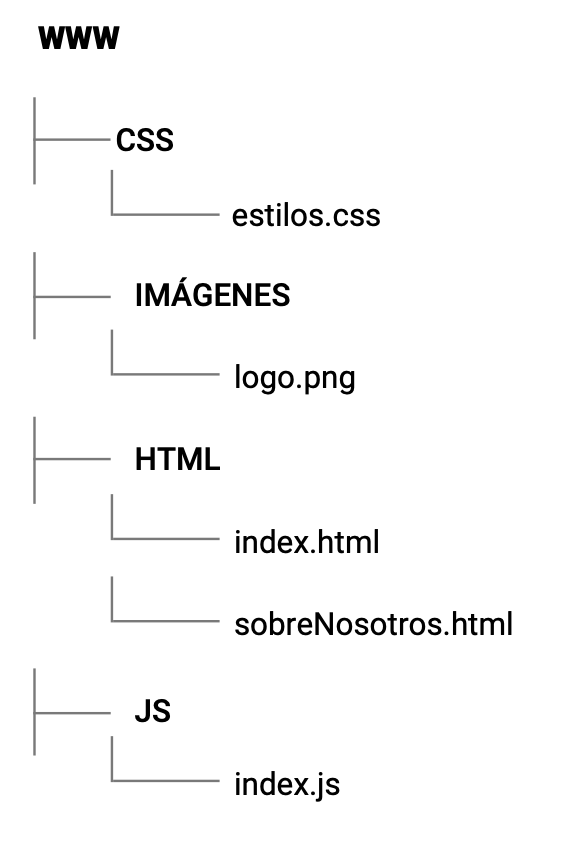 WWW
CSS
estilos.css
IMÁGENES
logo.png
HTML
index.html
sobreNosotros.html
JS
index.js